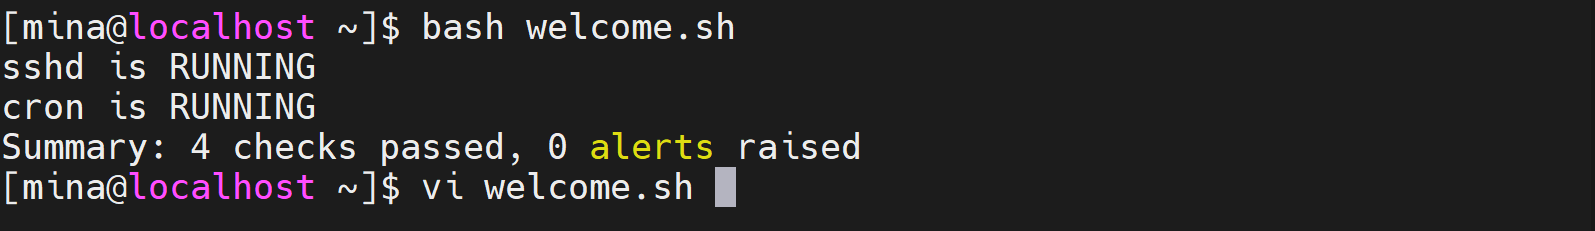 [mina@localhost ~]$ bash welcome.sh
sshd is RUNNING
cron is RUNNING
Summary: 4 checks passed, 0 alerts raised
[mina@localhost ~]$ vi welcome.sh